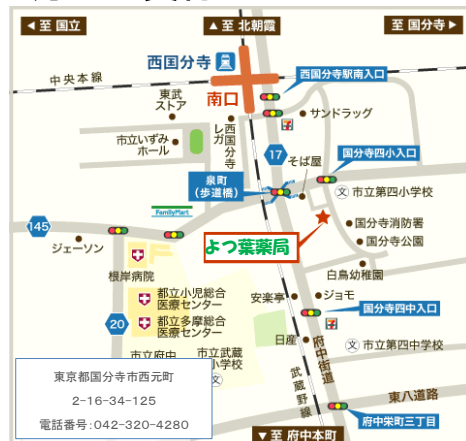 ◀至 国立
▲至 北朝霞
至 国分寺▶
西国分寺
中央本線
西国分寺駅南入口
東武
ストア
南口
サンドラッグ
市立いずみ
ホール
西国分寺
レガ
17
そば屋
国分寺四小入口
泉町
(歩道橋)
文 市立第四小学校
FamilyMart
145
ジェーソン
国分寺消防署
国分寺公園
よつ葉薬局
白鳥幼稚園
根岸病院
都立小児総合
医療センター
安楽亭
ジョモ
国分寺四中入口
20
都立多摩総合
医療センター
日産
文 市立第四中学校
市立府中
市立武蔵
小学校
文
府中街道
武蔵野線
東八道路
府中栄町三丁目
▼至 府中本町
東京都国分寺市西元町
2-16-34-125
電話番号:042-320-4280